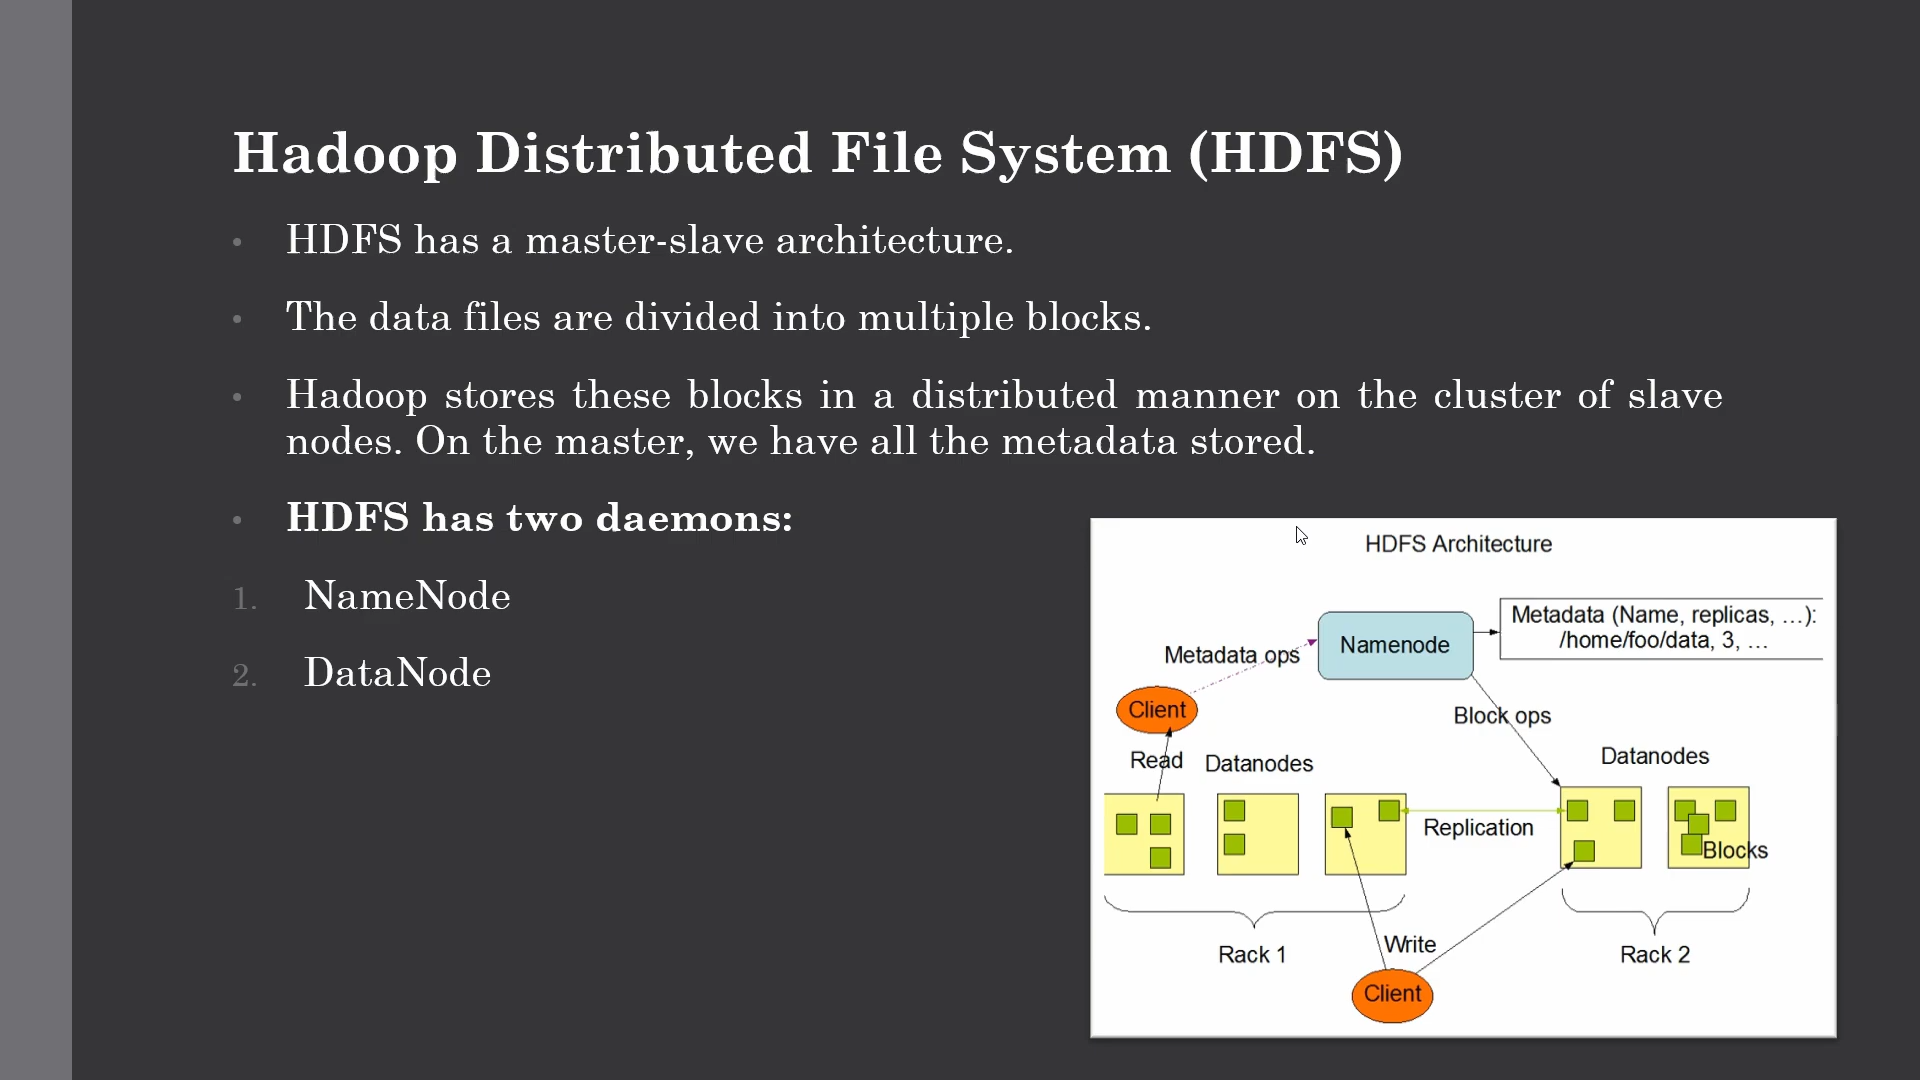 Hadoop Distributed File System (HDFS)
• HDFS has a master-slave architecture.
• The data files are divided into multiple blocks.
• Hadoop stores these blocks in a distributed manner on the cluster of slave
nodes. On the master, we have all the metadata stored.
• HDFS has two daemons:
1. NameNode
2. DataNode
HDFS Architecture
Metadata (Name, replicas, …):
/home/foo/data, 3, …
Namenode
Metadata ops
Client
Block ops
Read
Datanodes
Datanodes
Replication
Blocks
Rack 1
Write
Rack 2
Client